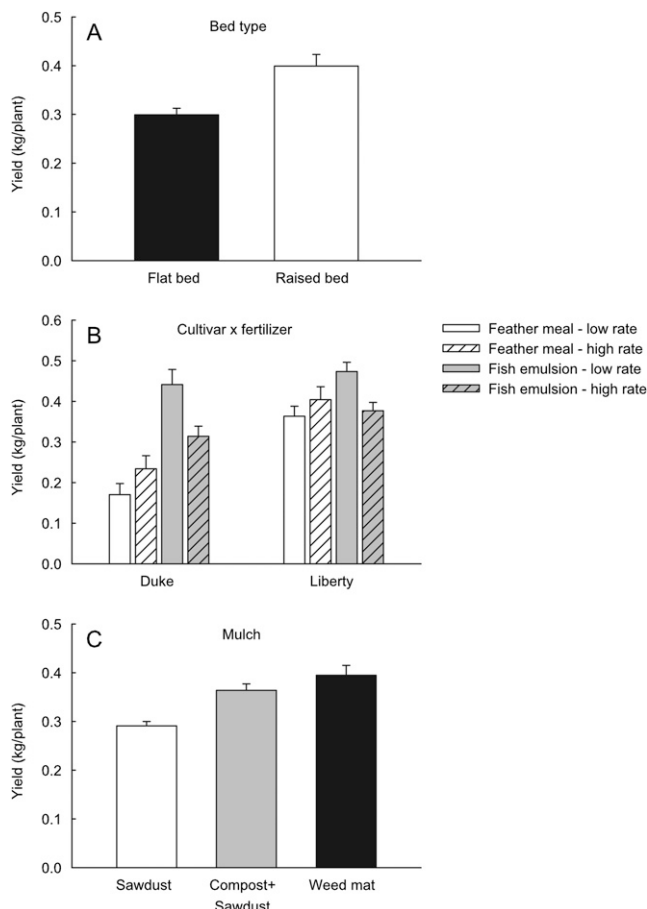 A
Bed type
Yield (kg/plant)
0.5
0.4
0.3
0.2
0.1
0.0
Flat bed
Raised bed
B
Cultivar x fertilizer
Yield (kg/plant)
0.6
0.5
0.4
0.3
0.2
0.1
0.0
Duke
Liberty
Feather meal - low rate
Feather meal - high rate
Fish emulsion - low rate
Fish emulsion - high rate
C
Mulch
Yield (kg/plant)
0.5
0.4
0.3
0.2
0.1
0.0
Sawdust
Compost+
Sawdust
Weed mat